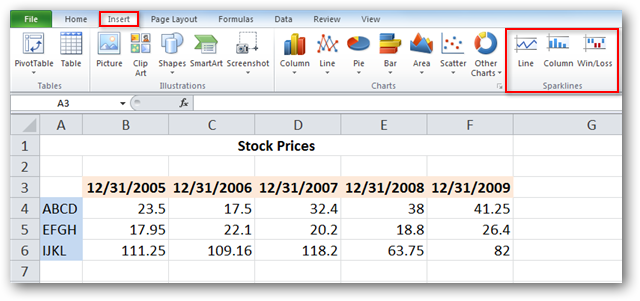 File Home Insert Page Layout Formulas Data Review View
PivotTable Table Picture Clip Art Shapes SmartArt Screenshot Column Line Pie Bar Area Scatter Other Charts Line Column Win/Loss
Tables Illustrations Charts Sparklines
A3 fx
A B C D E F G
1 Stock Prices
2
3 12/31/2005 12/31/2006 12/31/2007 12/31/2008 12/31/2009
4 ABCD 23.5 17.5 32.4 38 41.25
5 EFGH 17.95 22.1 20.2 18.8 26.4
6 IJKL 111.25 109.16 118.2 63.75 82
7